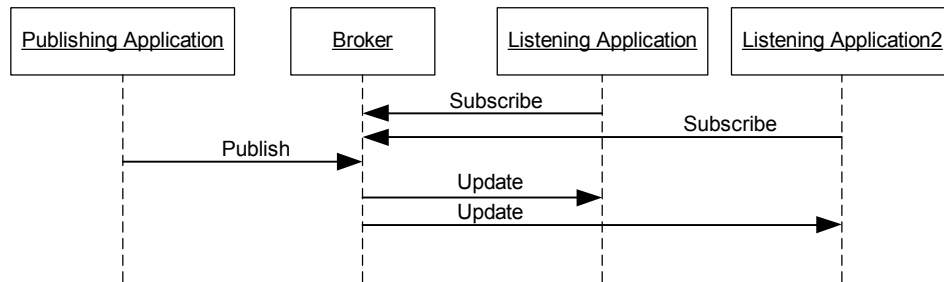 Publishing Application
Broker
Listening Application
Listening Application2
Subscribe
Subscribe
Publish
Update
Update